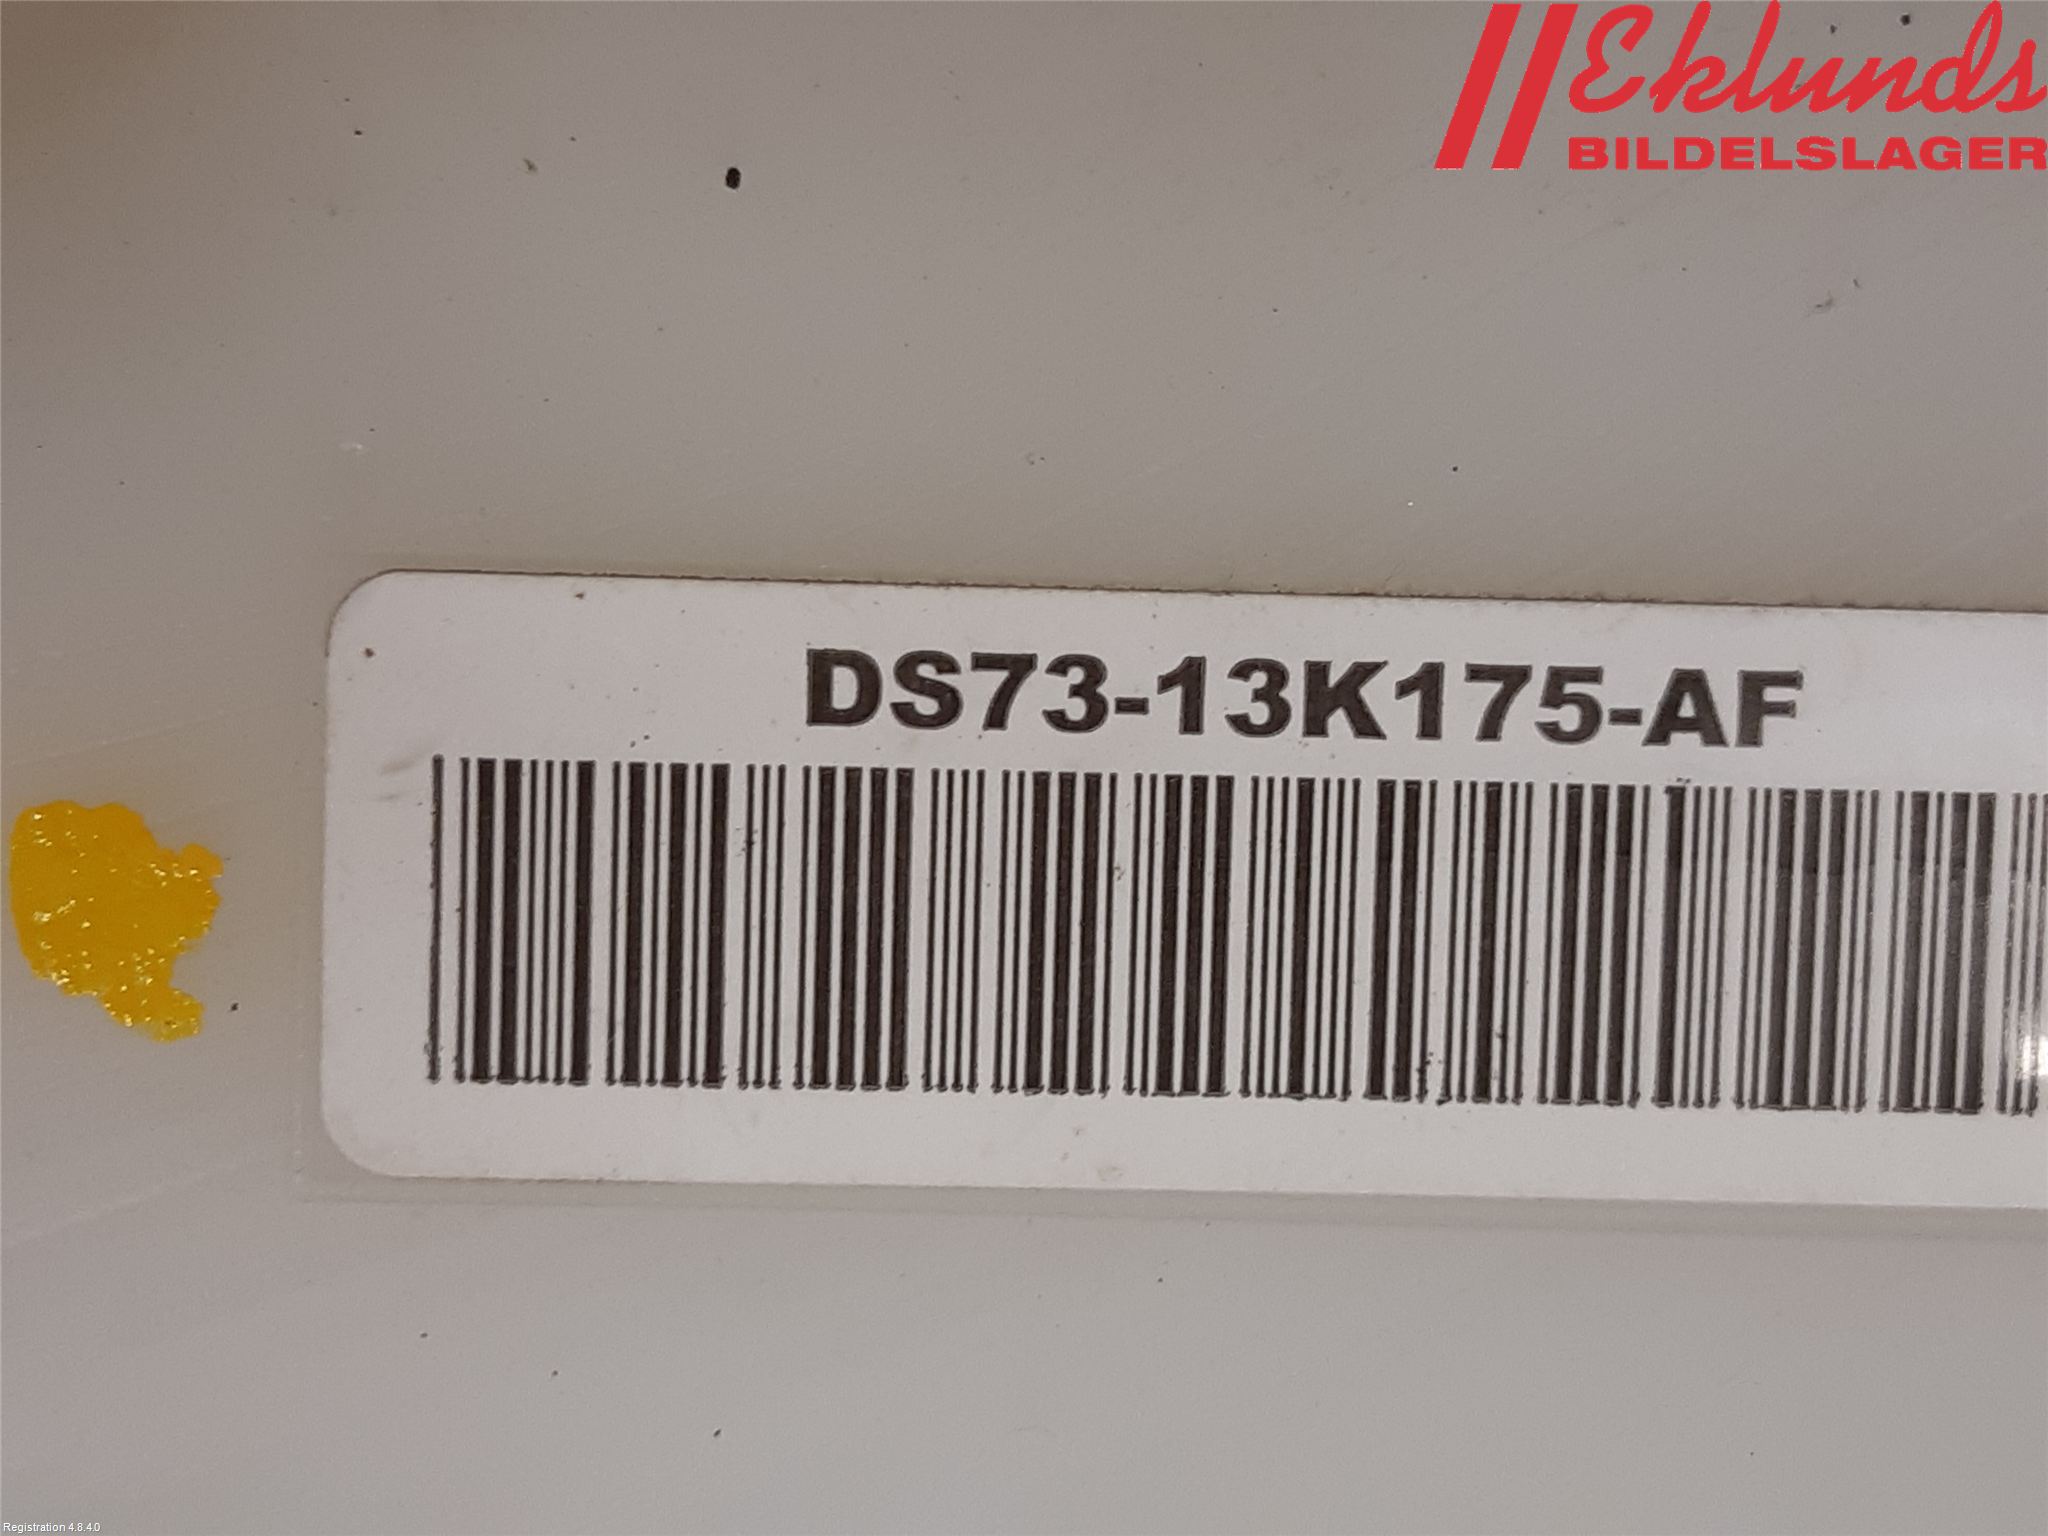 Eklunds
BILDELSLAGER
DS73-13K175-AF
Registration 4.8.4.0